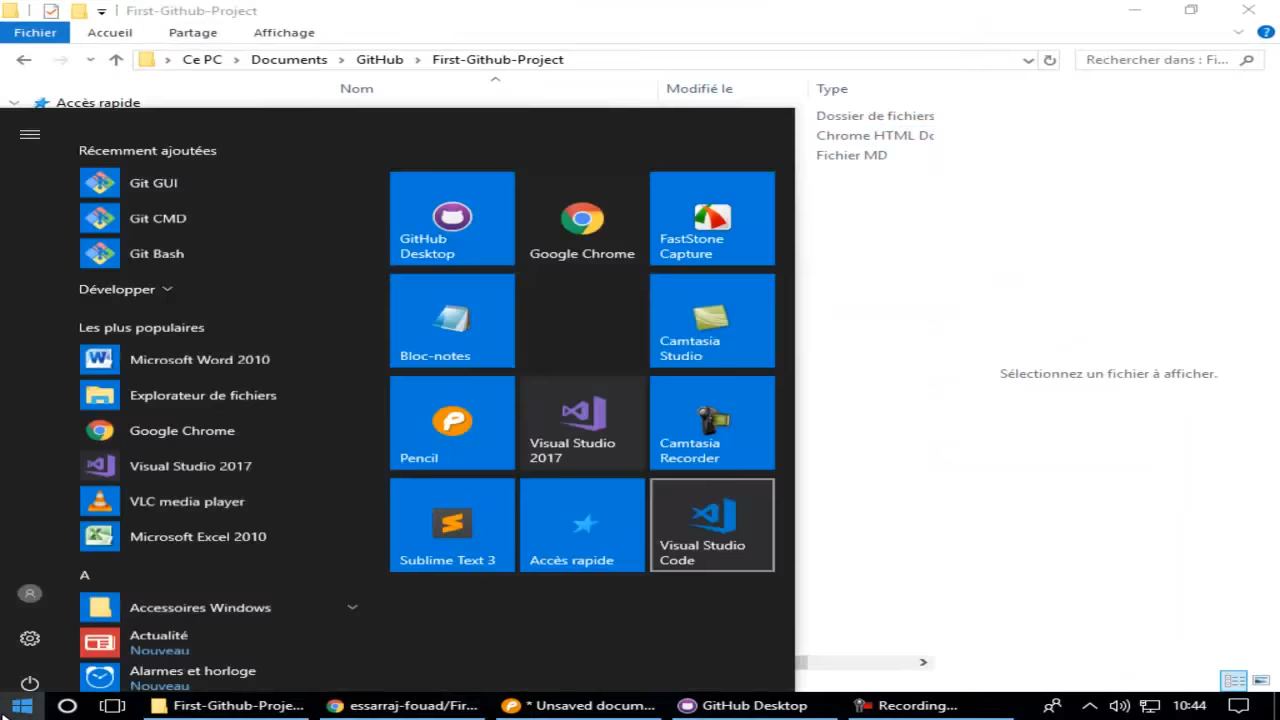 First-Github-Project
Fichier
Accueil
Partage
Affichage
Ce PC
Documents
GitHub
First-Github-Project
Rechercher dans : Fi...
Nom
Modifié le
Type
Accès rapide
Dossier de fichiers
Chrome HTML Dc
Fichier MD
Sélectionnez un fichier à afficher.
Récemment ajoutées
Git GUI
Git CMD
Git Bash
Développer
Les plus populaires
Microsoft Word 2010
Explorateur de fichiers
Google Chrome
Visual Studio 2017
VLC media player
Microsoft Excel 2010
A
Accessoires Windows
Actualité
Nouveau
Alarmes et horloge
Nouveau
GitHub
Desktop
Google Chrome
FastStone
Capture
Bloc-notes
Camtasia
Studio
Pencil
Visual Studio
2017
Camtasia
Recorder
Sublime Text 3
Accès rapide
Visual Studio
Code
First-Github-Proje...
essarraj-fouad/Fir...
* Unsaved docum...
GitHub Desktop
Recording...
10:44